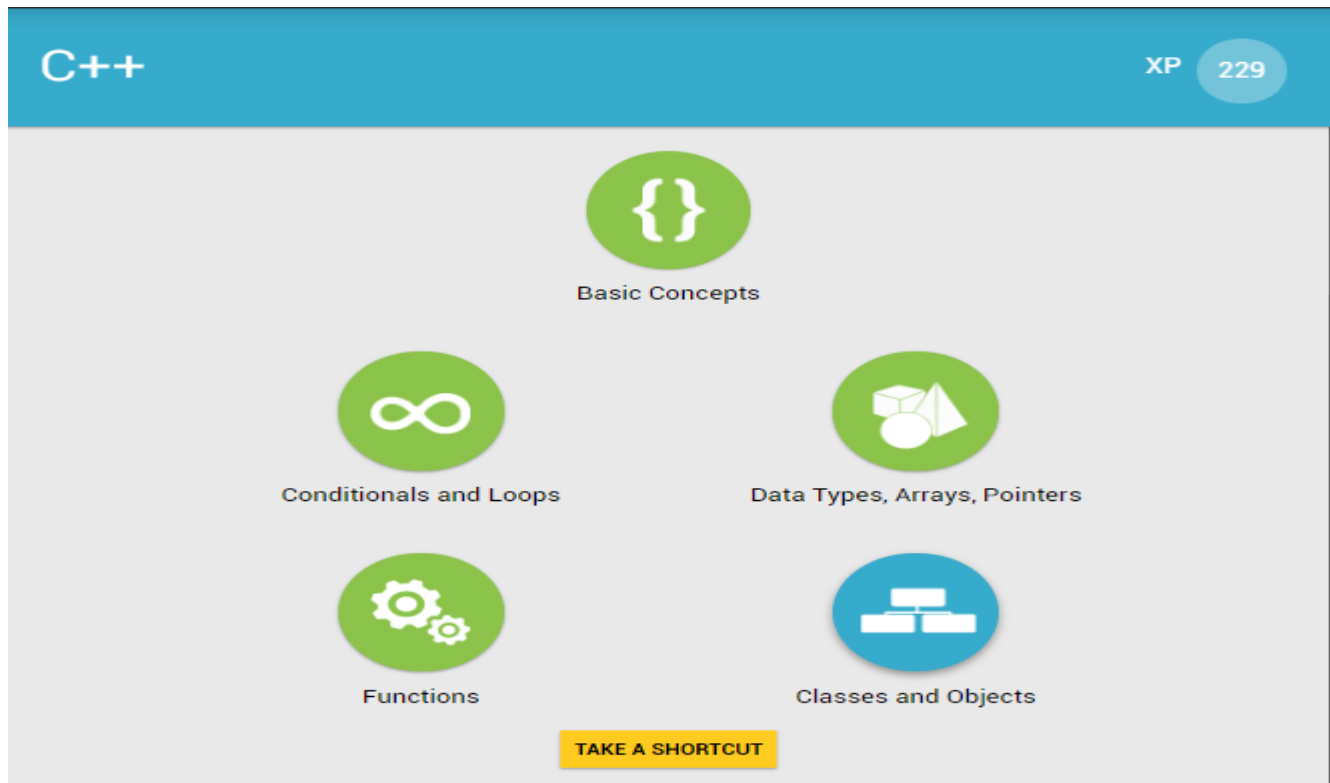 C++
XP 229
{}
Basic Concepts
Conditionals and Loops
Data Types, Arrays, Pointers
Functions
Classes and Objects
TAKE A SHORTCUT